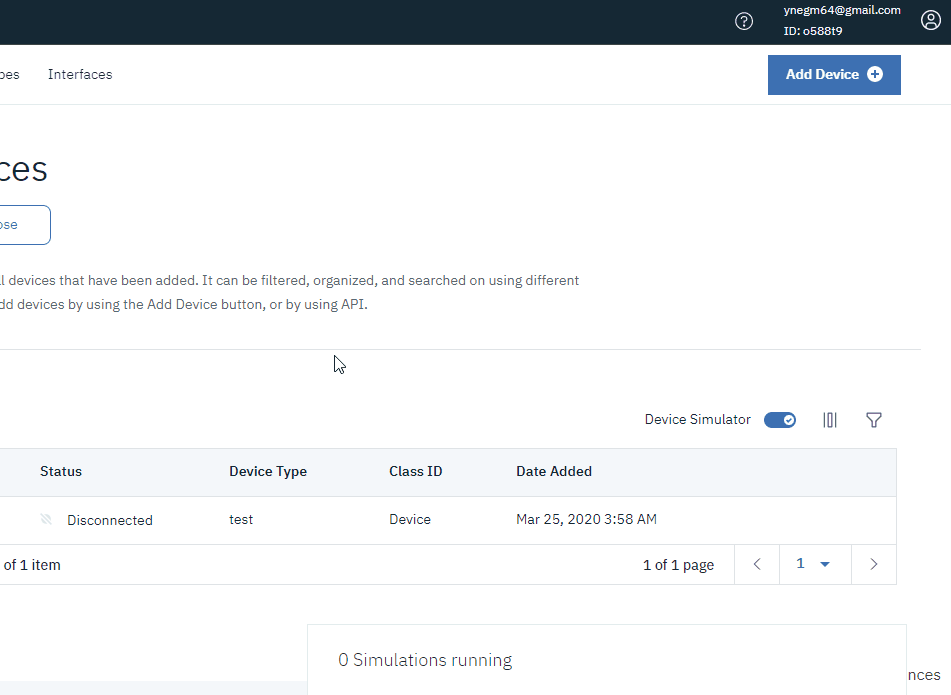 ynegm64@gmail.com
ID: o588t9
pes Interfaces Add Device
ces
ose
l devices that have been added. It can be filtered, organized, and searched on using different
dd devices by using the Add Device button, or by using API.
Device Simulator
Status Device Type Class ID Date Added
Disconnected test Device Mar 25, 2020 3:58 AM
of 1 item 1 of 1 page 1
0 Simulations running
nces